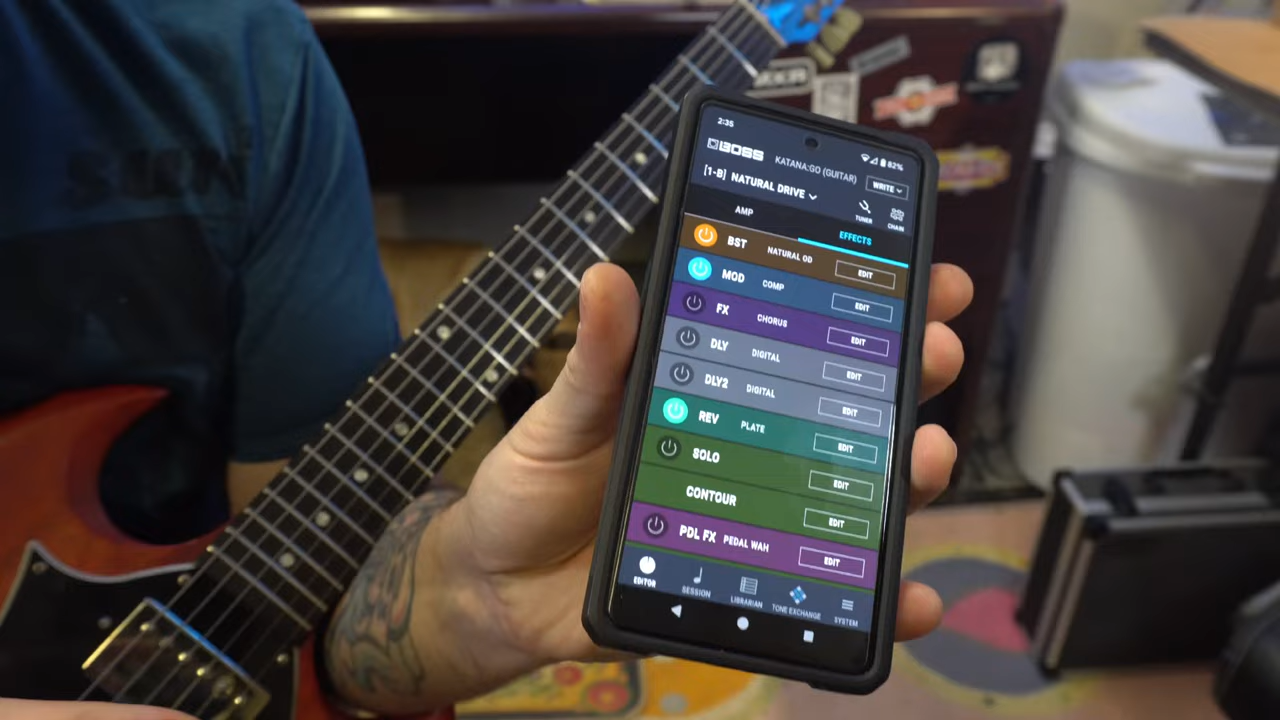 2:35
82%
BOSS
KATANA:GO (GUITAR)
[1-B] NATURAL DRIVE
WRITE
TUNER
CHAIN
AMP
EFFECTS
BST NATURAL OD EDIT
MOD COMP EDIT
FX CHORUS EDIT
DLY DIGITAL EDIT
DLY2 DIGITAL EDIT
REV PLATE EDIT
SOLO EDIT
CONTOUR EDIT
PDL FX PEDAL WAH EDIT
EDITOR
SESSION
LIBRARIAN
TONE EXCHANGE
SYSTEM